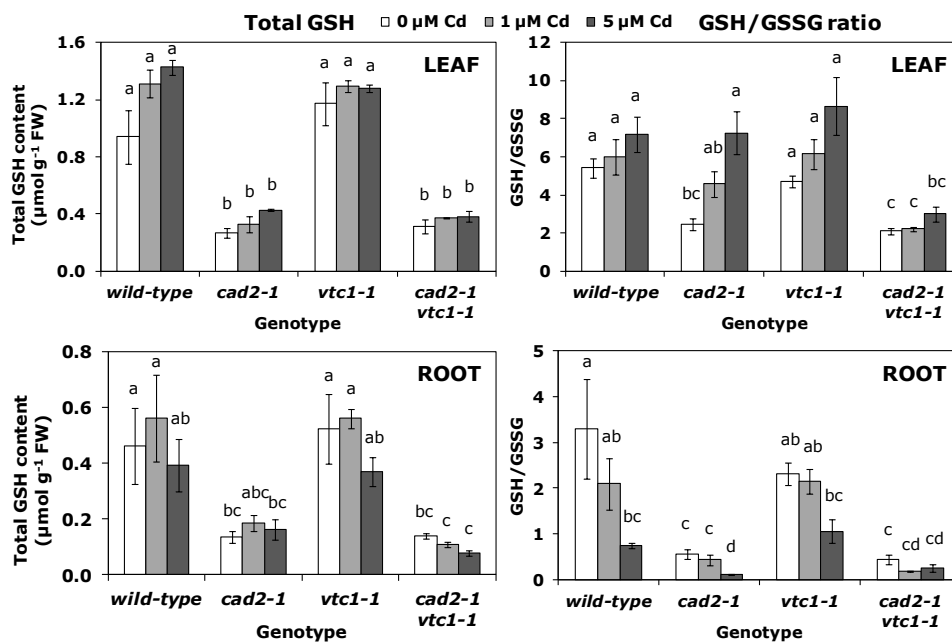 Total GSH
0 μM Cd 1 μM Cd 5 μM Cd
GSH/GSSG ratio
LEAF
Total GSH content
(μmol g⁻¹ FW)
1.6
1.2
0.8
0.4
0.0
a a a
b b b
a a a
b b b
wild-type cad2-1 vtc1-1 cad2-1
vtc1-1
Genotype
LEAF
GSH/GSSG
12
10
8
6
4
2
0
a a a
bc ab a
a a a
c c bc
wild-type cad2-1 vtc1-1 cad2-1
vtc1-1
Genotype
ROOT
Total GSH content
(μmol g⁻¹ FW)
0.8
0.6
0.4
0.2
0.0
a a ab
bc abc bc
a a ab
bc c c
wild-type cad2-1 vtc1-1 cad2-1
vtc1-1
Genotype
ROOT
GSH/GSSG
5
4
3
2
1
0
a ab bc
c c d
ab ab bc
c cd cd
wild-type cad2-1 vtc1-1 cad2-1
vtc1-1
Genotype